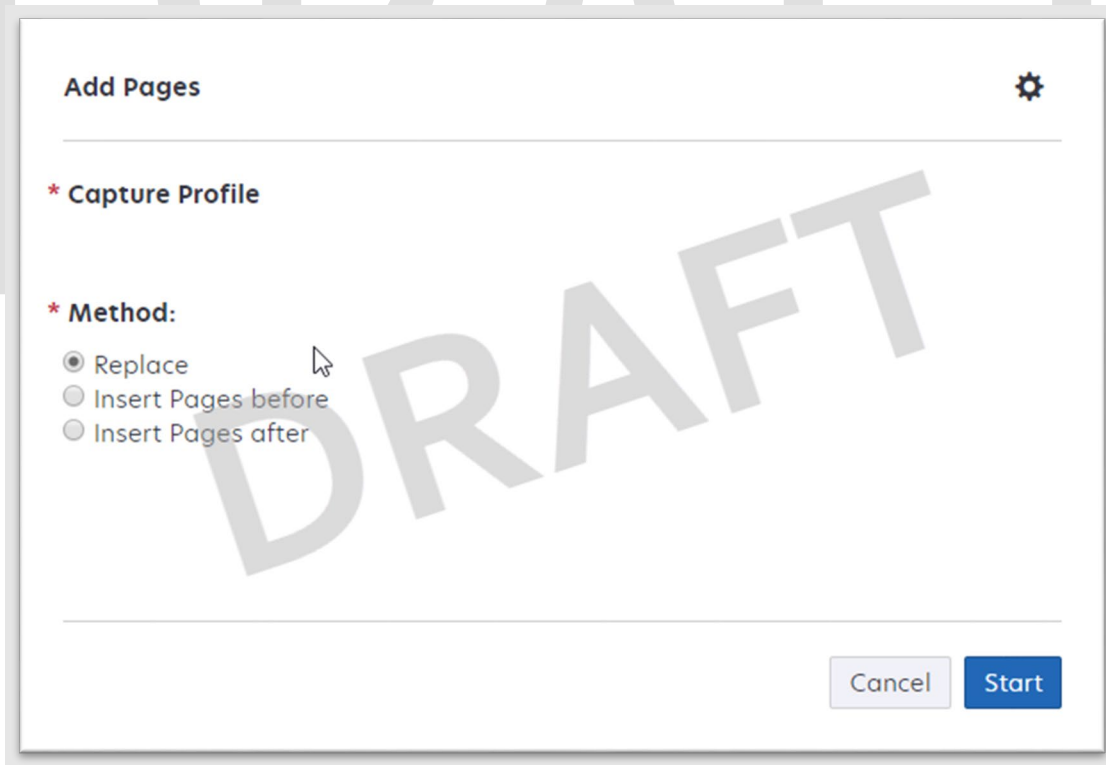 Add Pages
* Capture Profile
* Method:
Replace
Insert Pages before
Insert Pages after
DRAFT
Cancel
Start